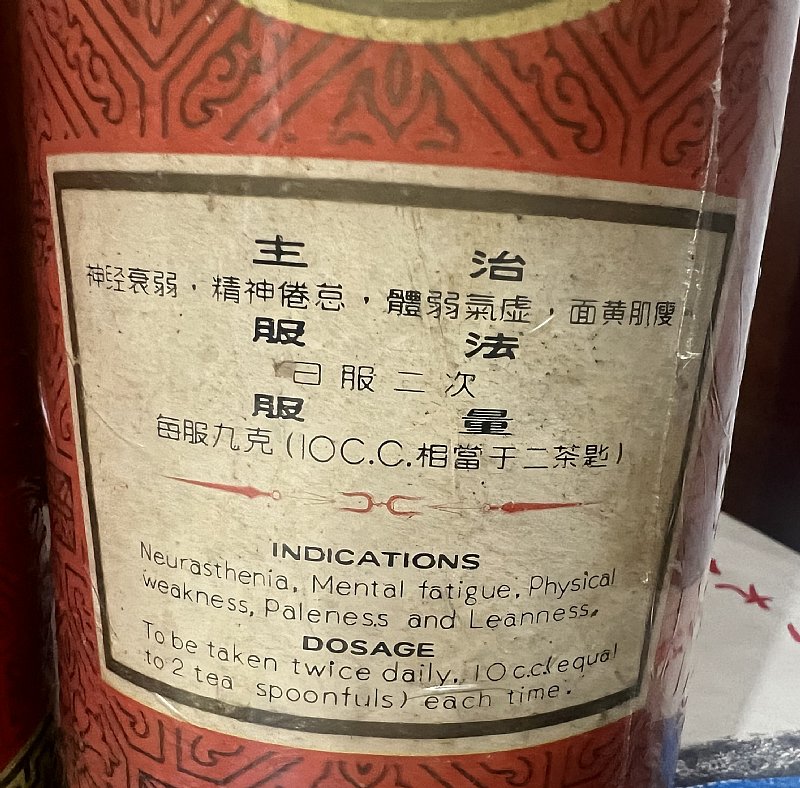 主治
神经衰弱，精神倦怠，體弱氣虛，面黄肌瘦
服法
日服二次
服量
每服九克(10C.C.相當于二茶匙)
INDICATIONS
Neurasthenia, Mental fatigue, Physical
weakness, Paleness and Leanness.
DOSAGE
To be taken twice daily, 10c.c.(equal
to 2 tea spoonfuls) each time.